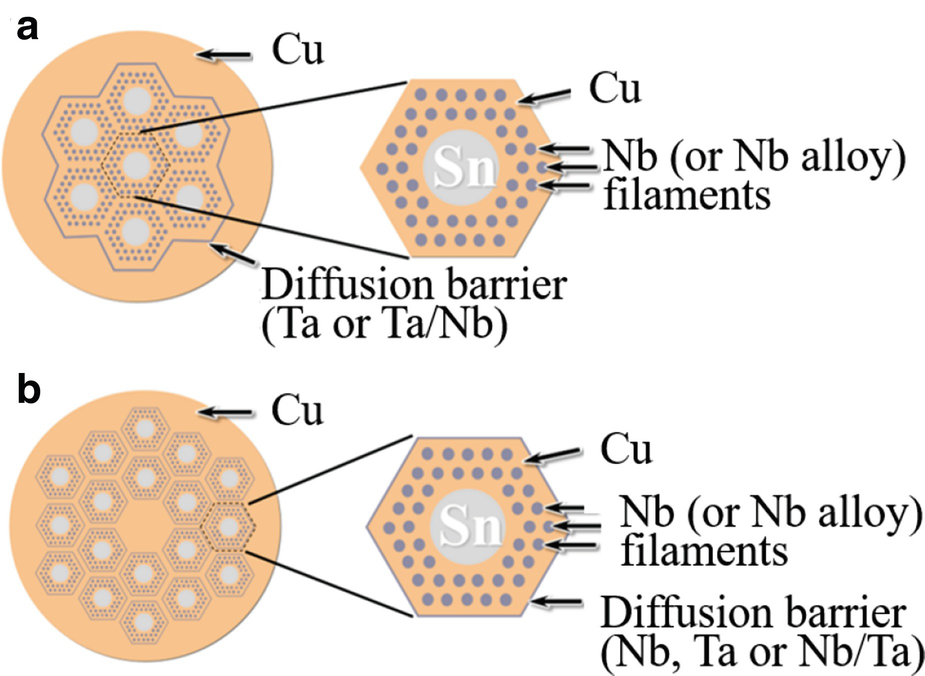 a
Cu
Cu
Sn
Nb (or Nb alloy)
filaments
Diffusion barrier
(Ta or Ta/Nb)
b
Cu
Cu
Sn
Nb (or Nb alloy)
filaments
Diffusion barrier
(Nb, Ta or Nb/Ta)